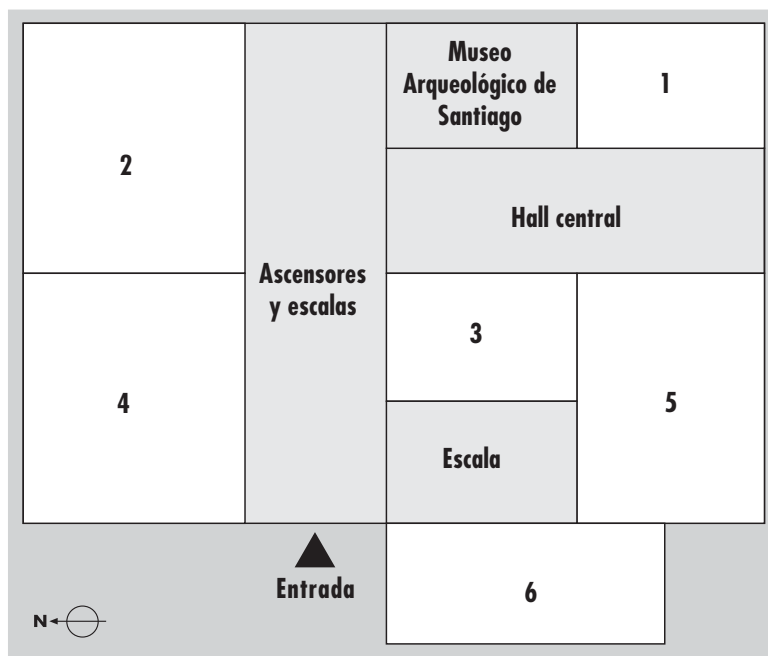 Museo
Arqueológico de
Santiago
1
2
Hall central
Ascensores
y escalas
3
4
5
Escala
Entrada
6
N